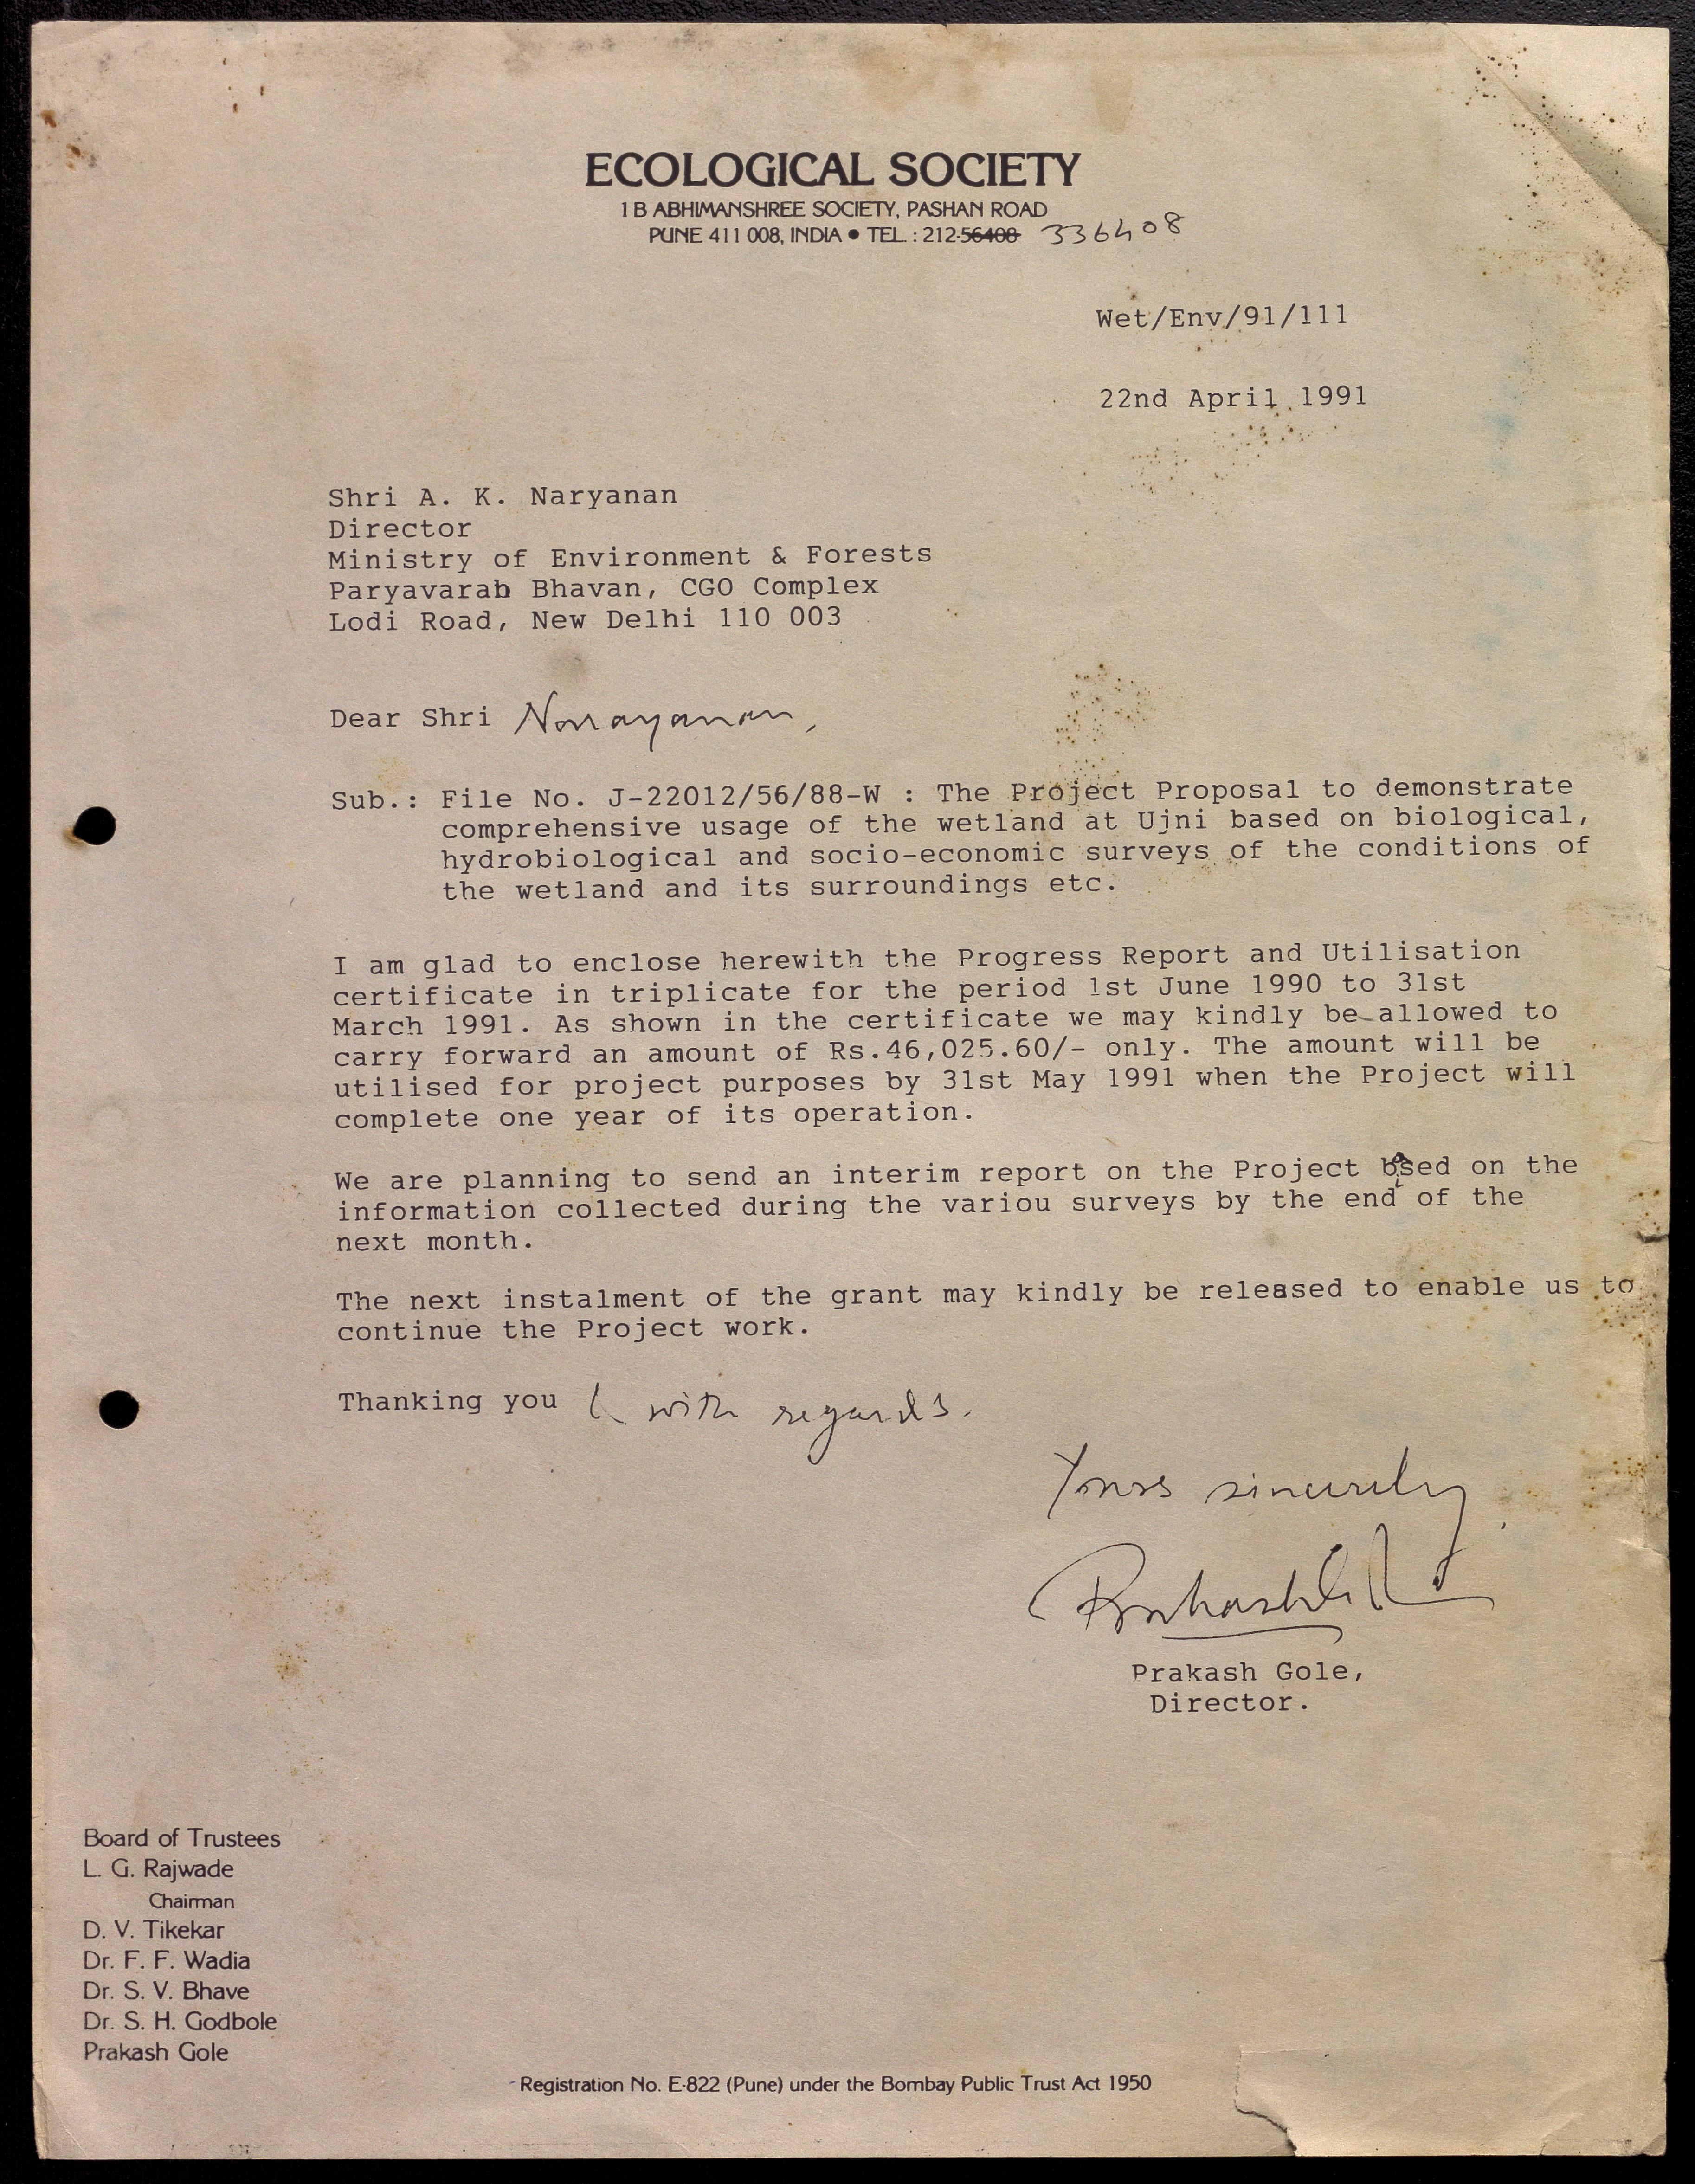 ECOLOGICAL SOCIETY
1 B ABHIMANSHREE SOCIETY, PASHAN ROAD
PUNE 411 008, INDIA ● TEL : 212-56408 336408
Wet/Env/91/111
22nd April 1991
Shri A. K. Naryanan
Director
Ministry of Environment & Forests
Paryavarab Bhavan, CGO Complex
Lodi Road, New Delhi 110 003
Dear Shri Narayanan,
Sub.: File No. J-22012/56/88-W : The Project Proposal to demonstrate
comprehensive usage of the wetland at Ujni based on biological,
hydrobiological and socio-economic surveys of the conditions of
the wetland and its surroundings etc.
I am glad to enclose herewith the Progress Report and Utilisation
certificate in triplicate for the period 1st June 1990 to 31st
March 1991. As shown in the certificate we may kindly be allowed to
carry forward an amount of Rs.46,025.60/- only. The amount will be
utilised for project purposes by 31st May 1991 when the Project will
complete one year of its operation.
We are planning to send an interim report on the Project based on the
information collected during the variou surveys by the end of the
next month.
The next instalment of the grant may kindly be released to enable us to
continue the Project work.
Thanking you & with regards.
Yours sincerely
Prakash Gole
Prakash Gole,
Director.
Board of Trustees
L. G. Rajwade
Chairman
D. V. Tikekar
Dr. F. F. Wadia
Dr. S. V. Bhave
Dr. S. H. Godbole
Prakash Gole
Registration No. E-822 (Pune) under the Bombay Public Trust Act 1950